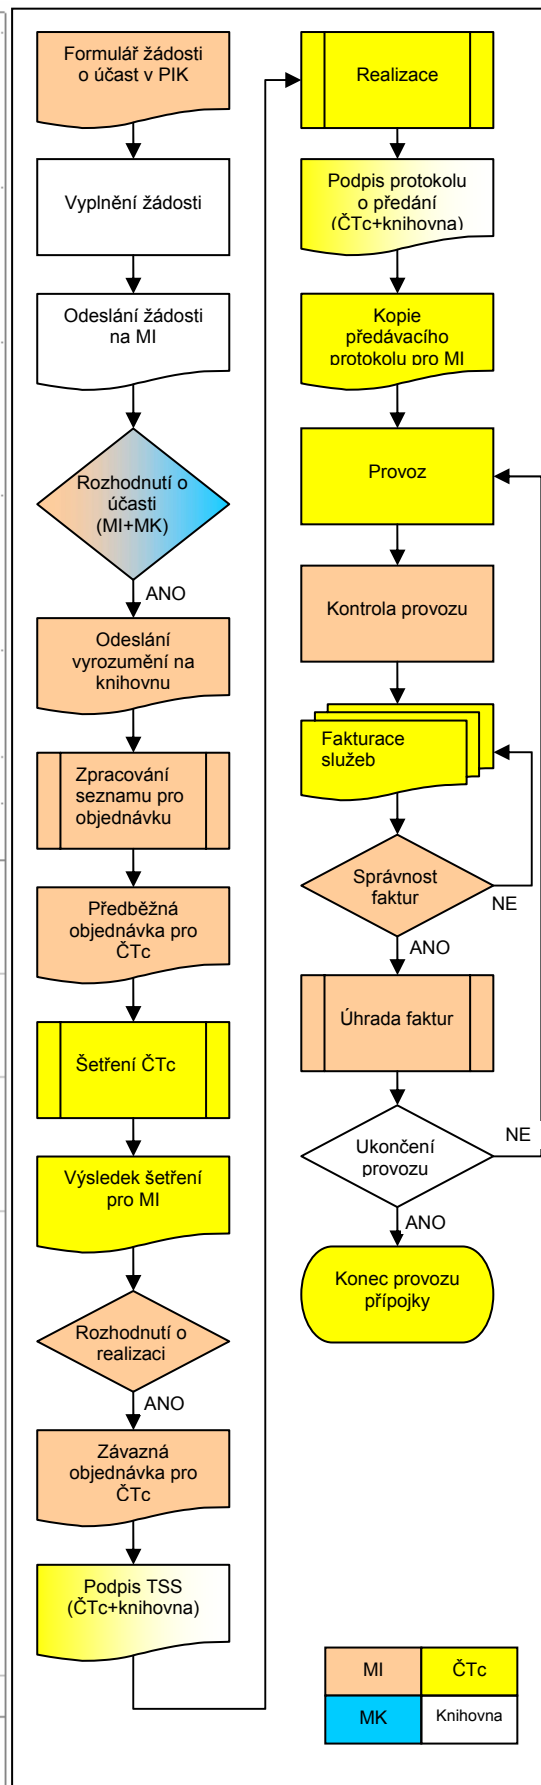 Formulář žádosti
o účast v PIK
Vyplnění žádosti
Odeslání žádosti
na MI
Rozhodnutí o
účasti
(MI+MK)
ANO
Odeslání
vyrozumění na
knihovnu
Zpracování
seznamu pro
objednávku
Předběžná
objednávka pro
ČTc
Šetření ČTc
Výsledek šetření
pro MI
Rozhodnutí o
realizaci
ANO
Závazná
objednávka pro
ČTc
Podpis TSS
(ČTc+knihovna)
Realizace
Podpis protokolu
o předání
(ČTc+knihovna)
Kopie
předávacího
protokolu pro MI
Provoz
Kontrola provozu
Fakturace
služeb
Správnost
faktur
NE
ANO
Úhrada faktur
Ukončení
provozu
NE
ANO
Konec provozu
přípojky
MI
ČTc
MK
Knihovna